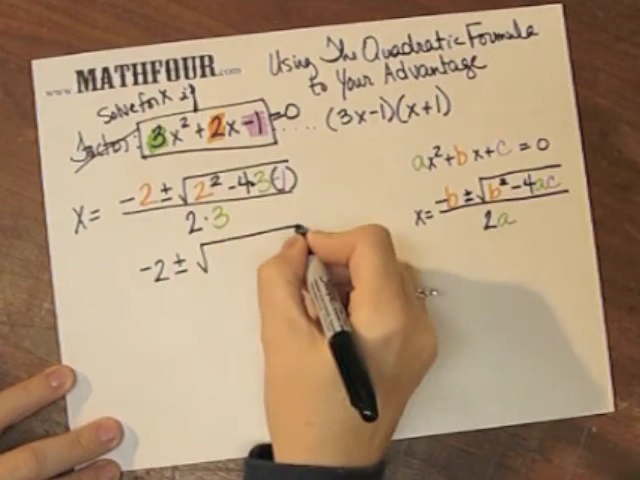 www.MATHFOUR.com
Using The Quadratic Formula
to Your Advantage
Solve for x if
Factor: 3x² + 2x -1 = 0 ..... (3x-1)(x+1)
ax² + bx + c = 0
x = -2 ± √2² - 4·3(-1)
2·3
x = -b ± √b² - 4ac
2a
-2 ± √